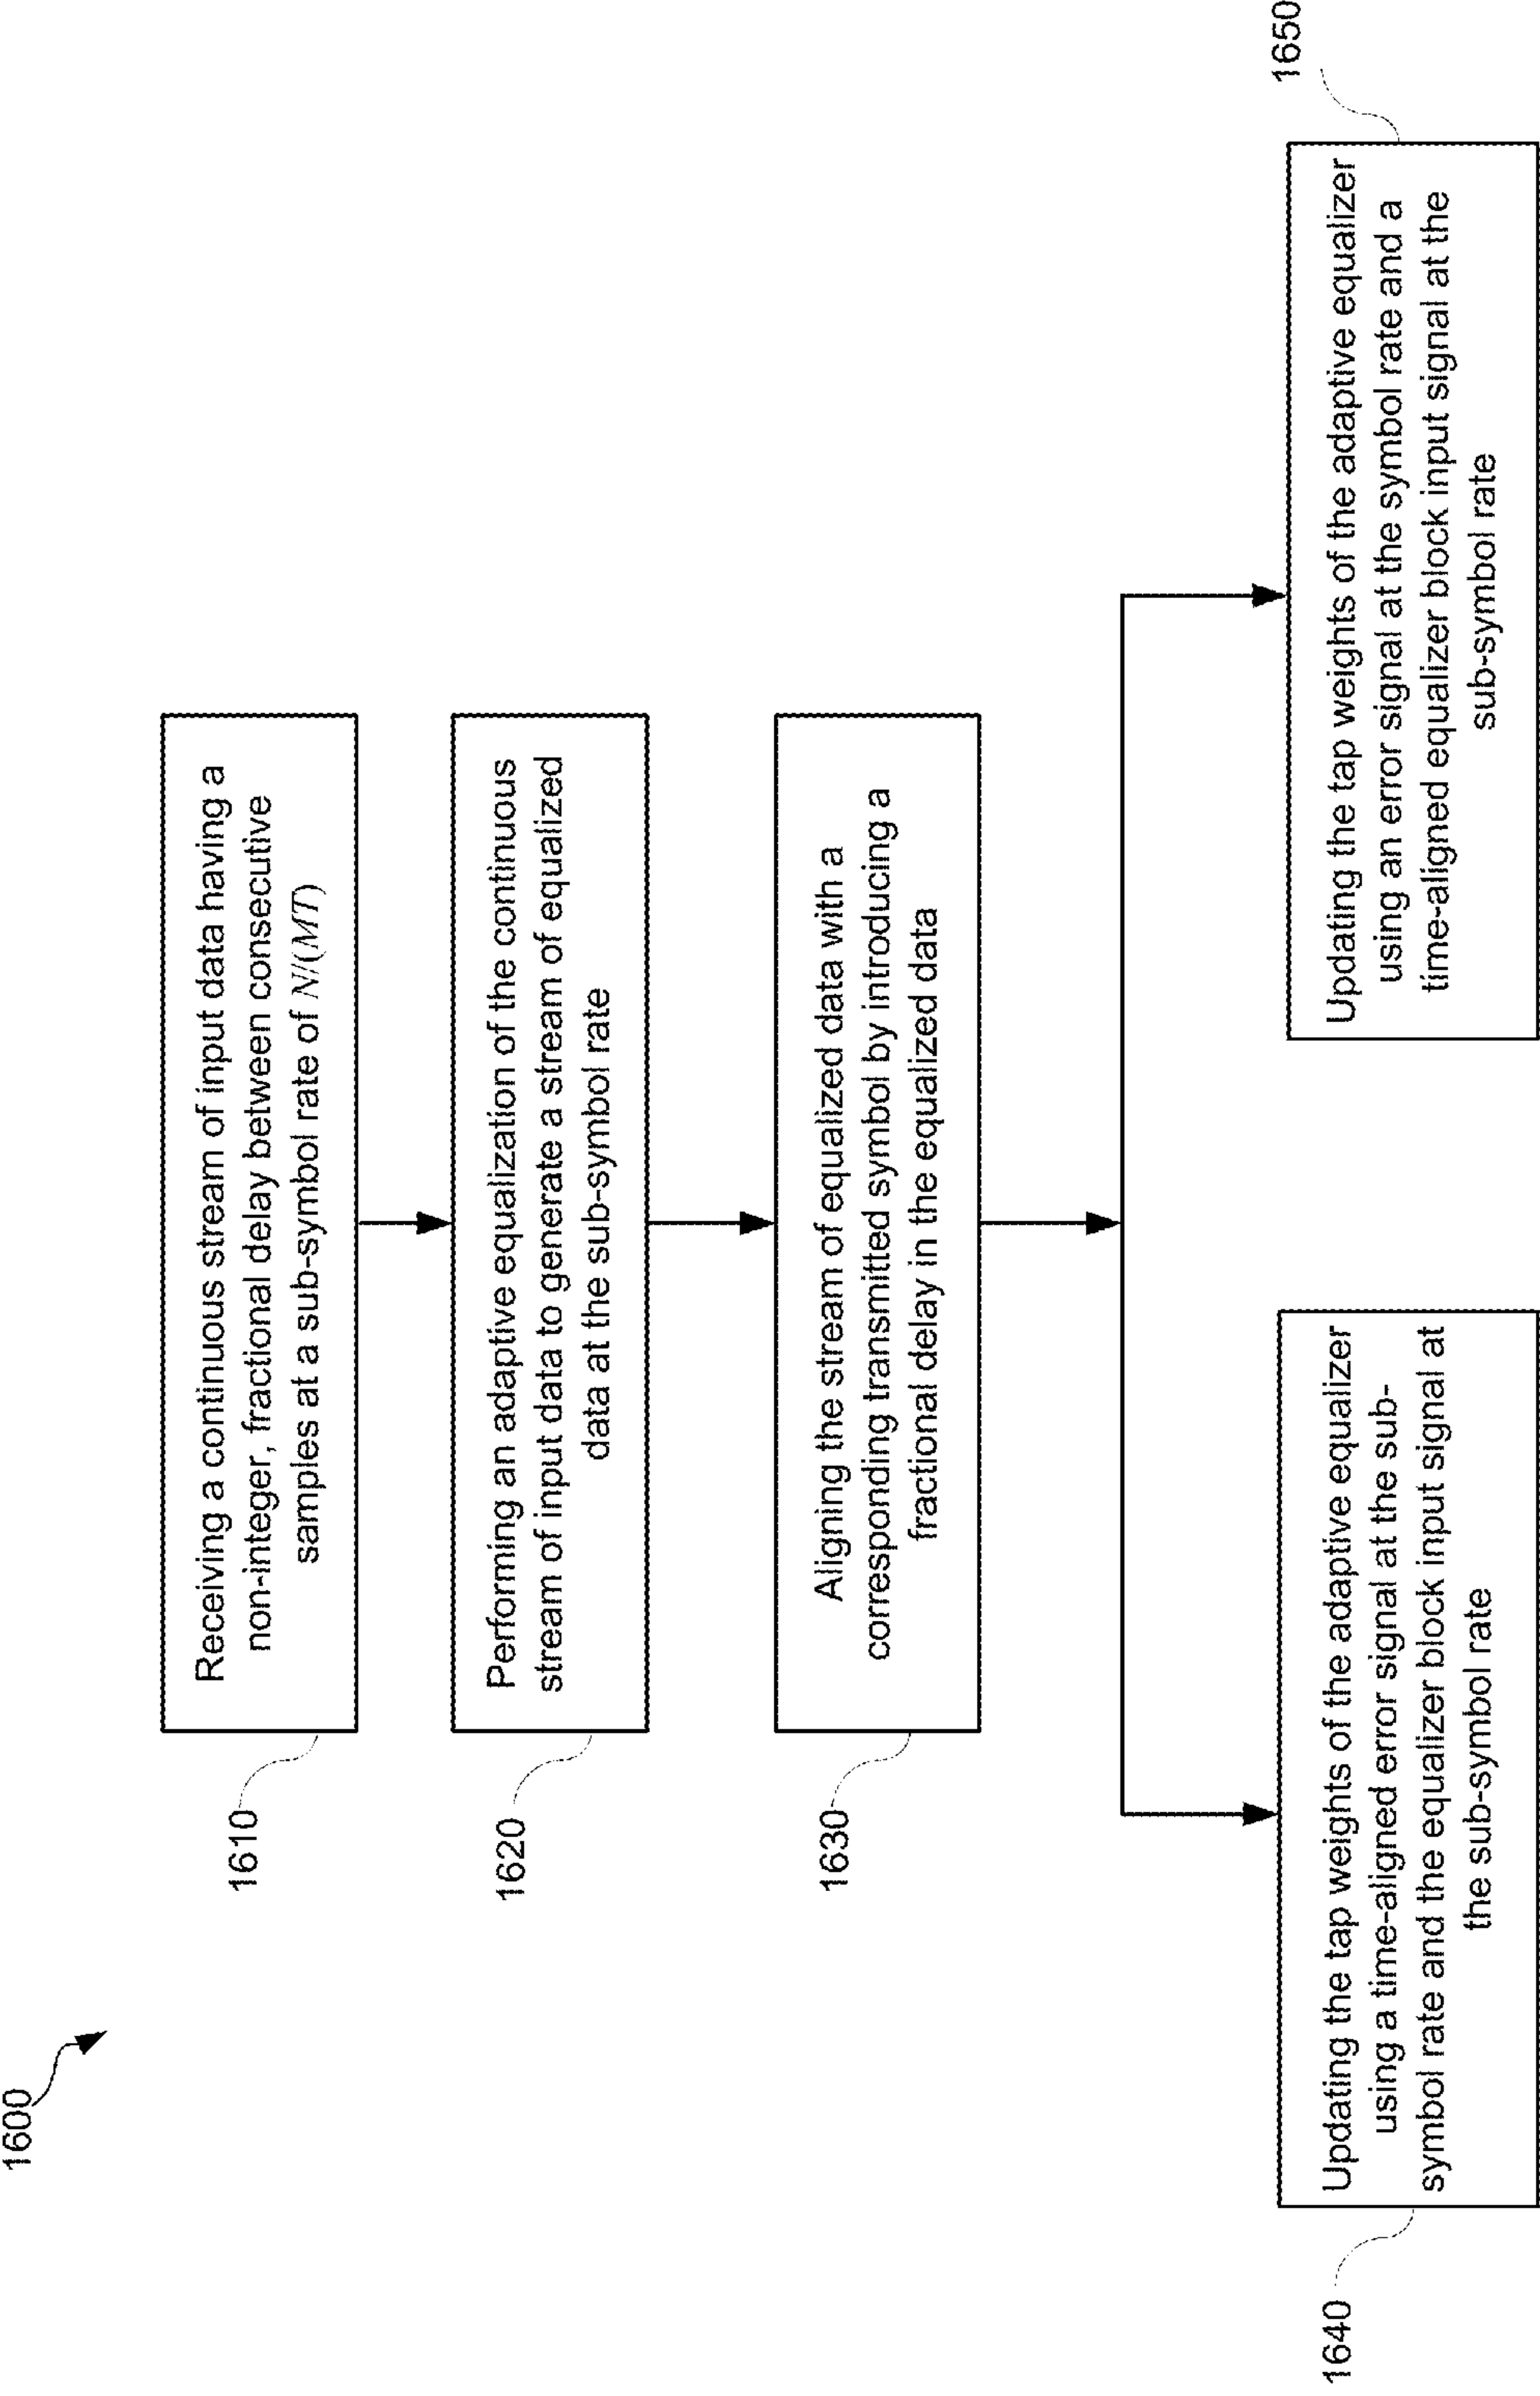 1600
1610
Receiving a continuous stream of input data having a
non-integer, fractional delay between consecutive
samples at a sub-symbol rate of N/(MT)
1620
Performing an adaptive equalization of the continuous
stream of input data to generate a stream of equalized
data at the sub-symbol rate
1630
Aligning the stream of equalized data with a
corresponding transmitted symbol by introducing a
fractional delay in the equalized data
1640
Updating the tap weights of the adaptive equalizer
using a time-aligned error signal at the sub-
symbol rate and the equalizer block input signal at
the sub-symbol rate
1650
Updating the tap weights of the adaptive equalizer
using an error signal at the symbol rate and a
time-aligned equalizer block input signal at the
sub-symbol rate